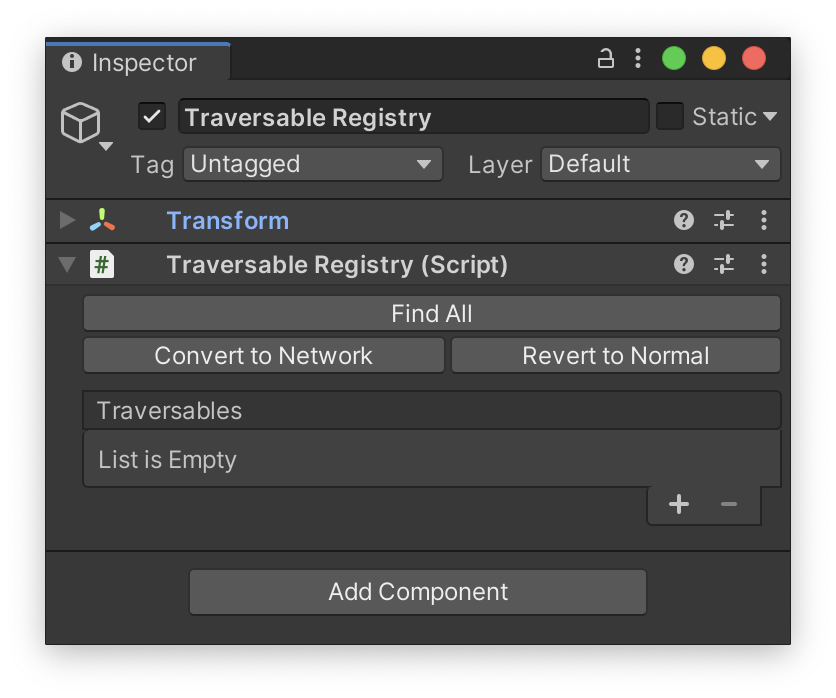 Inspector
Traversable Registry
Static
Tag Untagged Layer Default
Transform
# Traversable Registry (Script)
Find All
Convert to Network Revert to Normal
Traversables
List is Empty
+ −
Add Component